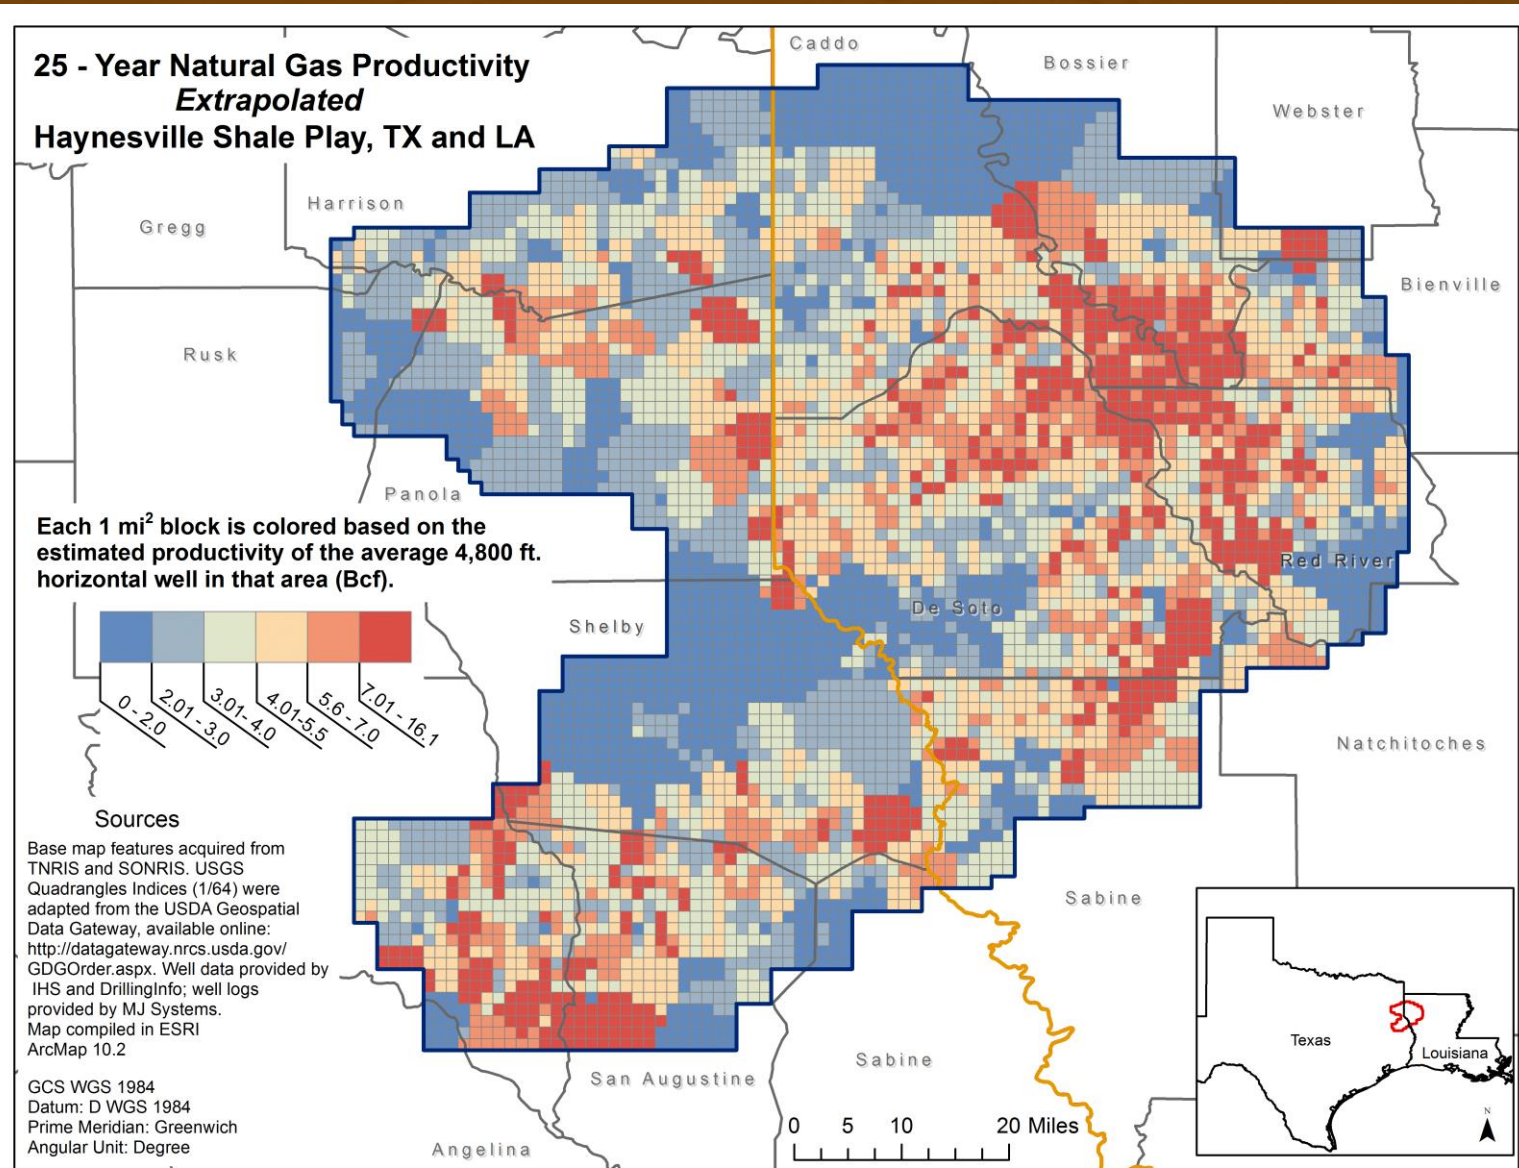 25 - Year Natural Gas Productivity
Extrapolated
Haynesville Shale Play, TX and LA
Caddo
Bossier
Webster
Harrison
Gregg
Bienville
Rusk
Panola
Each 1 mi² block is colored based on the
estimated productivity of the average 4,800 ft.
horizontal well in that area (Bcf).
Red River
De Soto
Shelby
0 - 2.0
2.01 - 3.0
3.01- 4.0
4.01-5.5
5.6 - 7.0
7.01 - 16.1
Natchitoches
Sources
Base map features acquired from
TNRIS and SONRIS. USGS
Quadrangles Indices (1/64) were
adapted from the USDA Geospatial
Data Gateway, available online:
http://datagateway.nrcs.usda.gov/
GDGOrder.aspx. Well data provided by
IHS and DrillingInfo; well logs
provided by MJ Systems.
Map compiled in ESRI
ArcMap 10.2
GCS WGS 1984
Datum: D WGS 1984
Prime Meridian: Greenwich
Angular Unit: Degree
Sabine
Sabine
San Augustine
Angelina
0 5 10 20 Miles
Texas
Louisiana
N